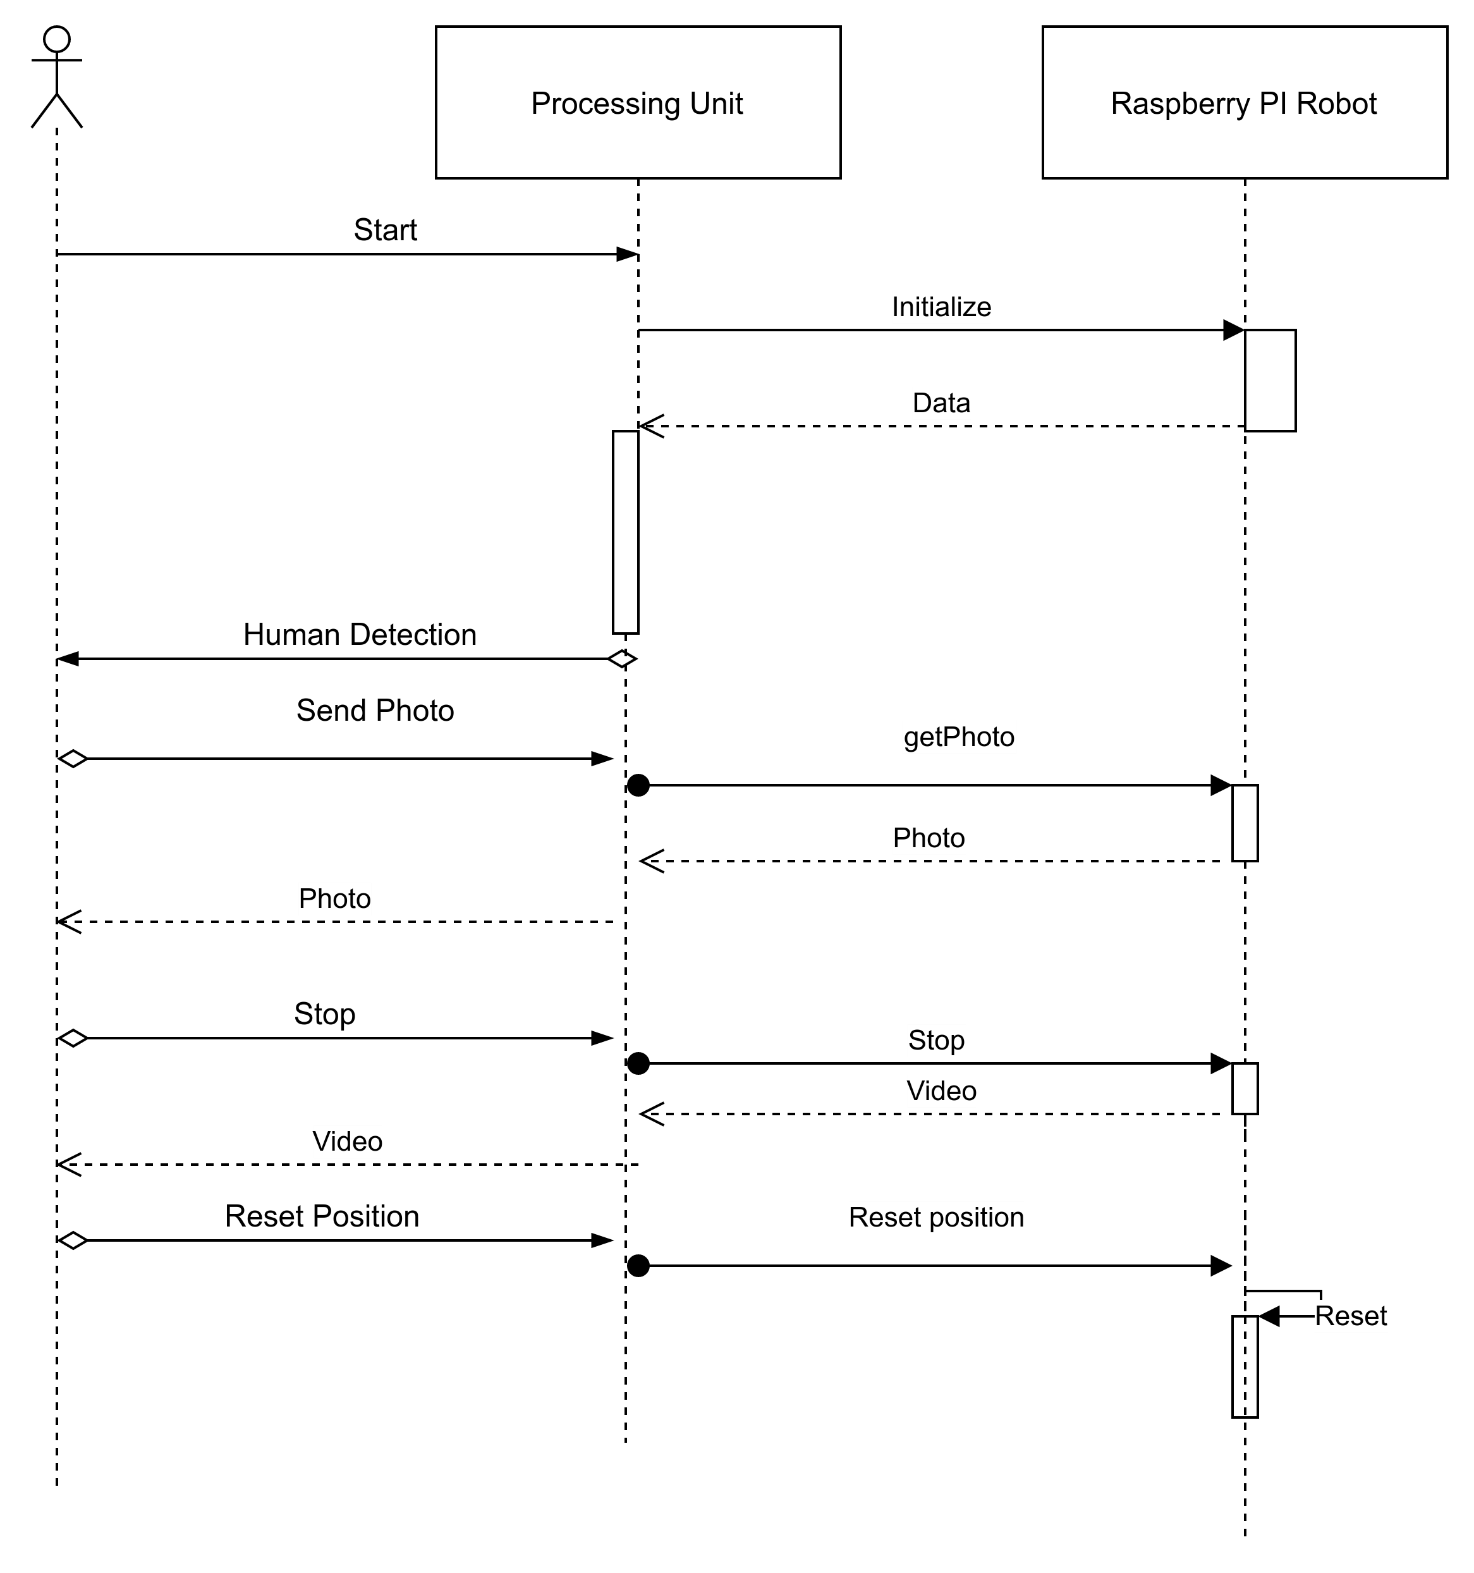 Processing Unit
Raspberry PI Robot
Start
Initialize
Data
Human Detection
Send Photo
getPhoto
Photo
Photo
Stop
Stop
Video
Video
Reset Position
Reset position
Reset